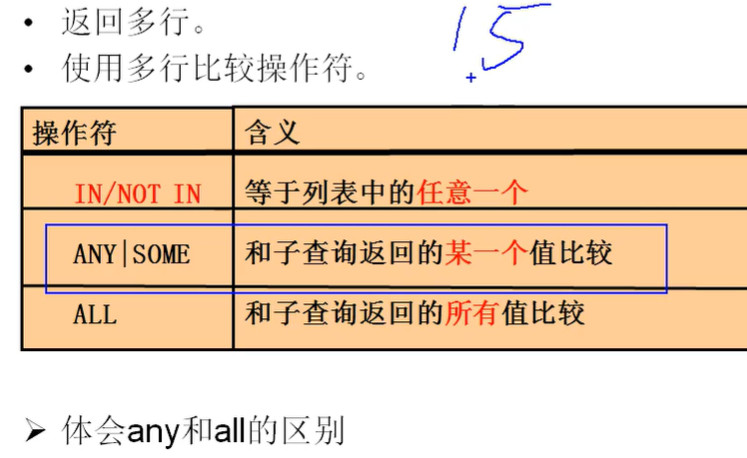 • 返回多行。
15
• 使用多行比较操作符。
操作符 含义
IN/NOT IN 等于列表中的任意一个
ANY|SOME 和子查询返回的某一个值比较
ALL 和子查询返回的所有值比较
➢ 体会any和all的区别